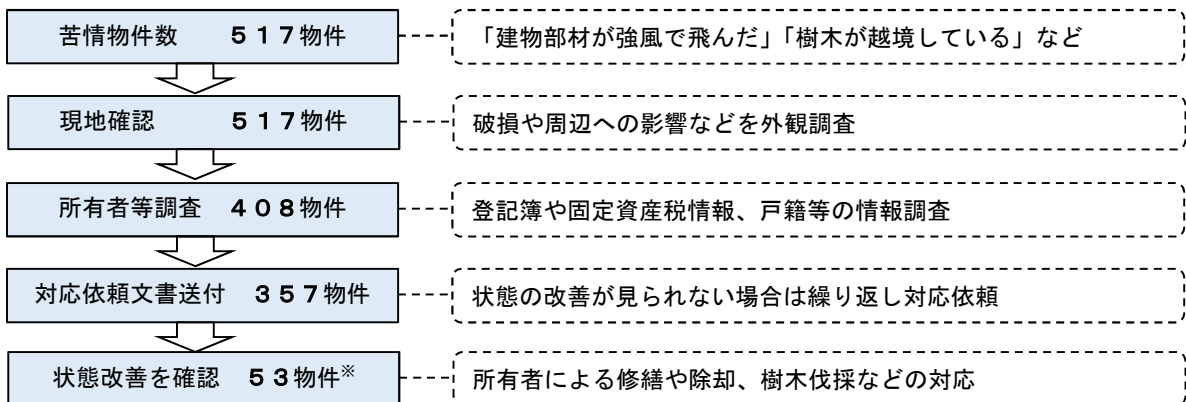 苦情物件数　５１７物件
「建物部材が強風で飛んだ」「樹木が越境している」など
現地確認　５１７物件
破損や周辺への影響などを外観調査
所有者等調査　４０８物件
登記簿や固定資産税情報、戸籍等の情報調査
対応依頼文書送付　３５７物件
状態の改善が見られない場合は繰り返し対応依頼
状態改善を確認　５３物件※
所有者による修繕や除却、樹木伐採などの対応